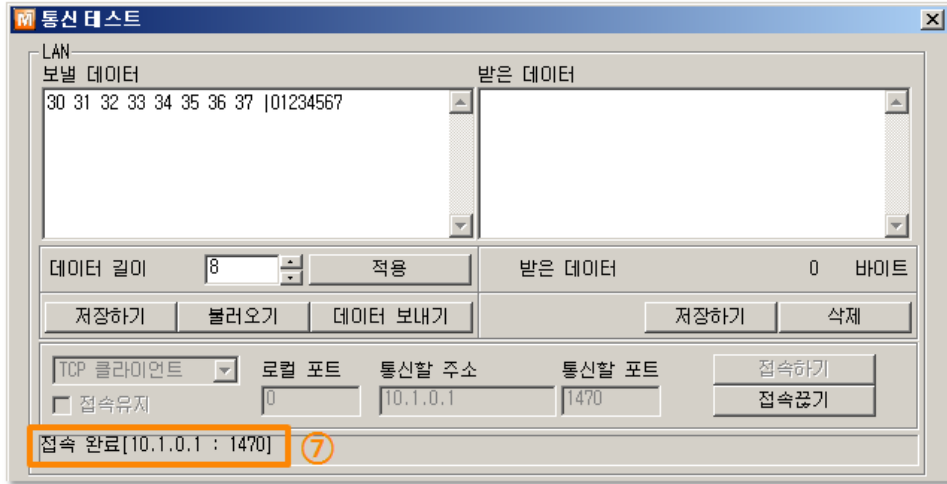 M 통신 테스트
LAN
보낼 데이터 받은 데이터
30 31 32 33 34 35 36 37 |01234567
데이터 길이 8 적용 받은 데이터 0 바이트
저장하기 불러오기 데이터 보내기 저장하기 삭제
TCP 클라이언트 로컬 포트 통신할 주소 통신할 포트 접속하기
접속유지 0 10.1.0.1 1470 접속끊기
접속 완료[10.1.0.1 : 1470] ⑦